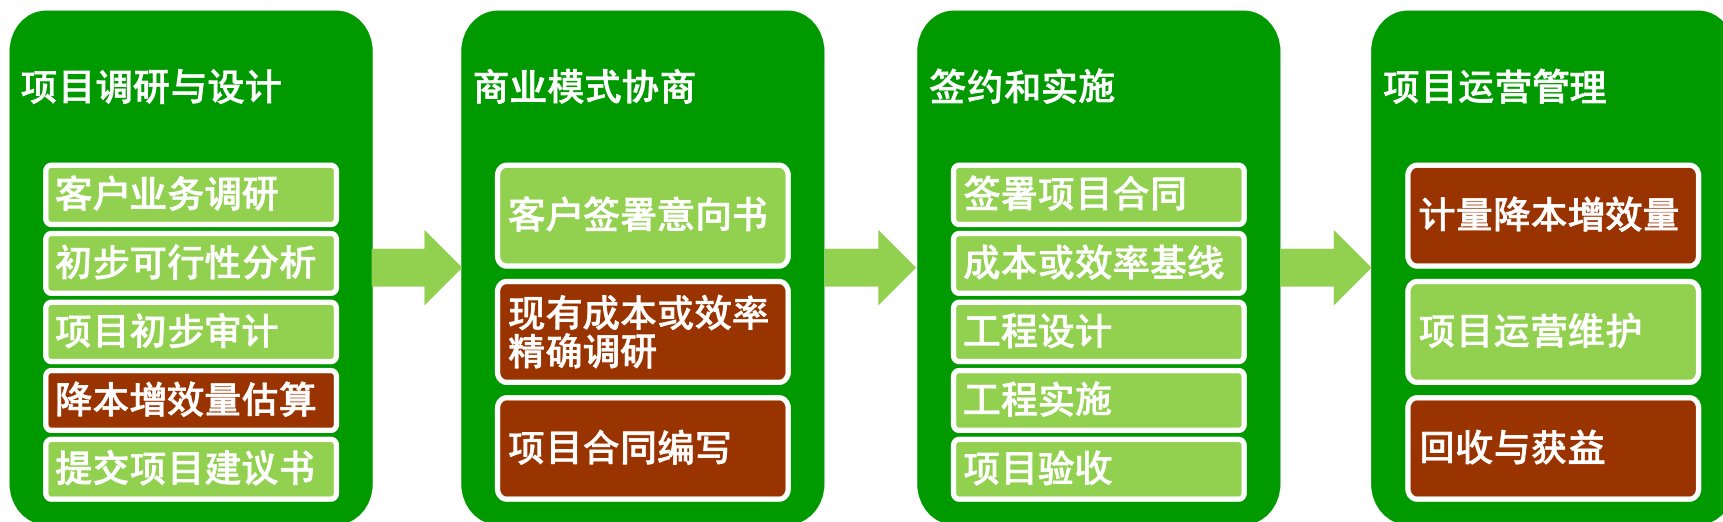 项目调研与设计
客户业务调研
初步可行性分析
项目初步审计
降本增效量估算
提交项目建议书
商业模式协商
客户签署意向书
现有成本或效率
精确调研
项目合同编写
签约和实施
签署项目合同
成本或效率基线
工程设计
工程实施
项目验收
项目运营管理
计量降本增效量
项目运营维护
回收与获益